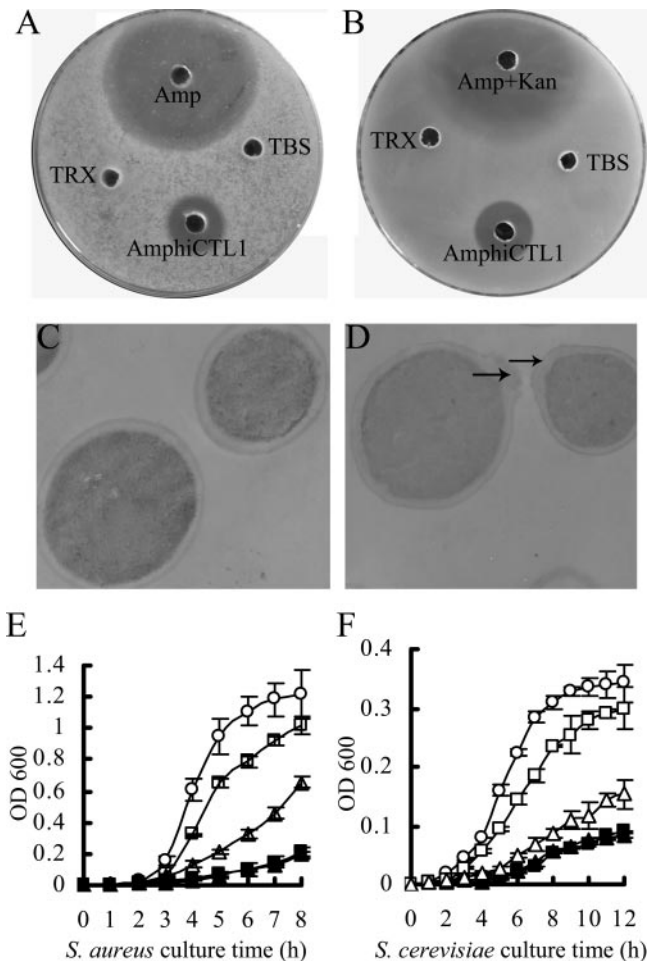 A
B
Amp
Amp+Kan
TRX
TBS
TRX
TBS
AmphiCTL1
AmphiCTL1
C
D
E
F
1.4
1.2
1
0.8
0.6
0.4
0.2
0
OD 600
0 1 2 3 4 5 6 7 8
S. aureus culture time (h)
0.4
0.3
0.2
0.1
0
OD 600
0 2 4 6 8 10 12
S. cerevisiae culture time (h)